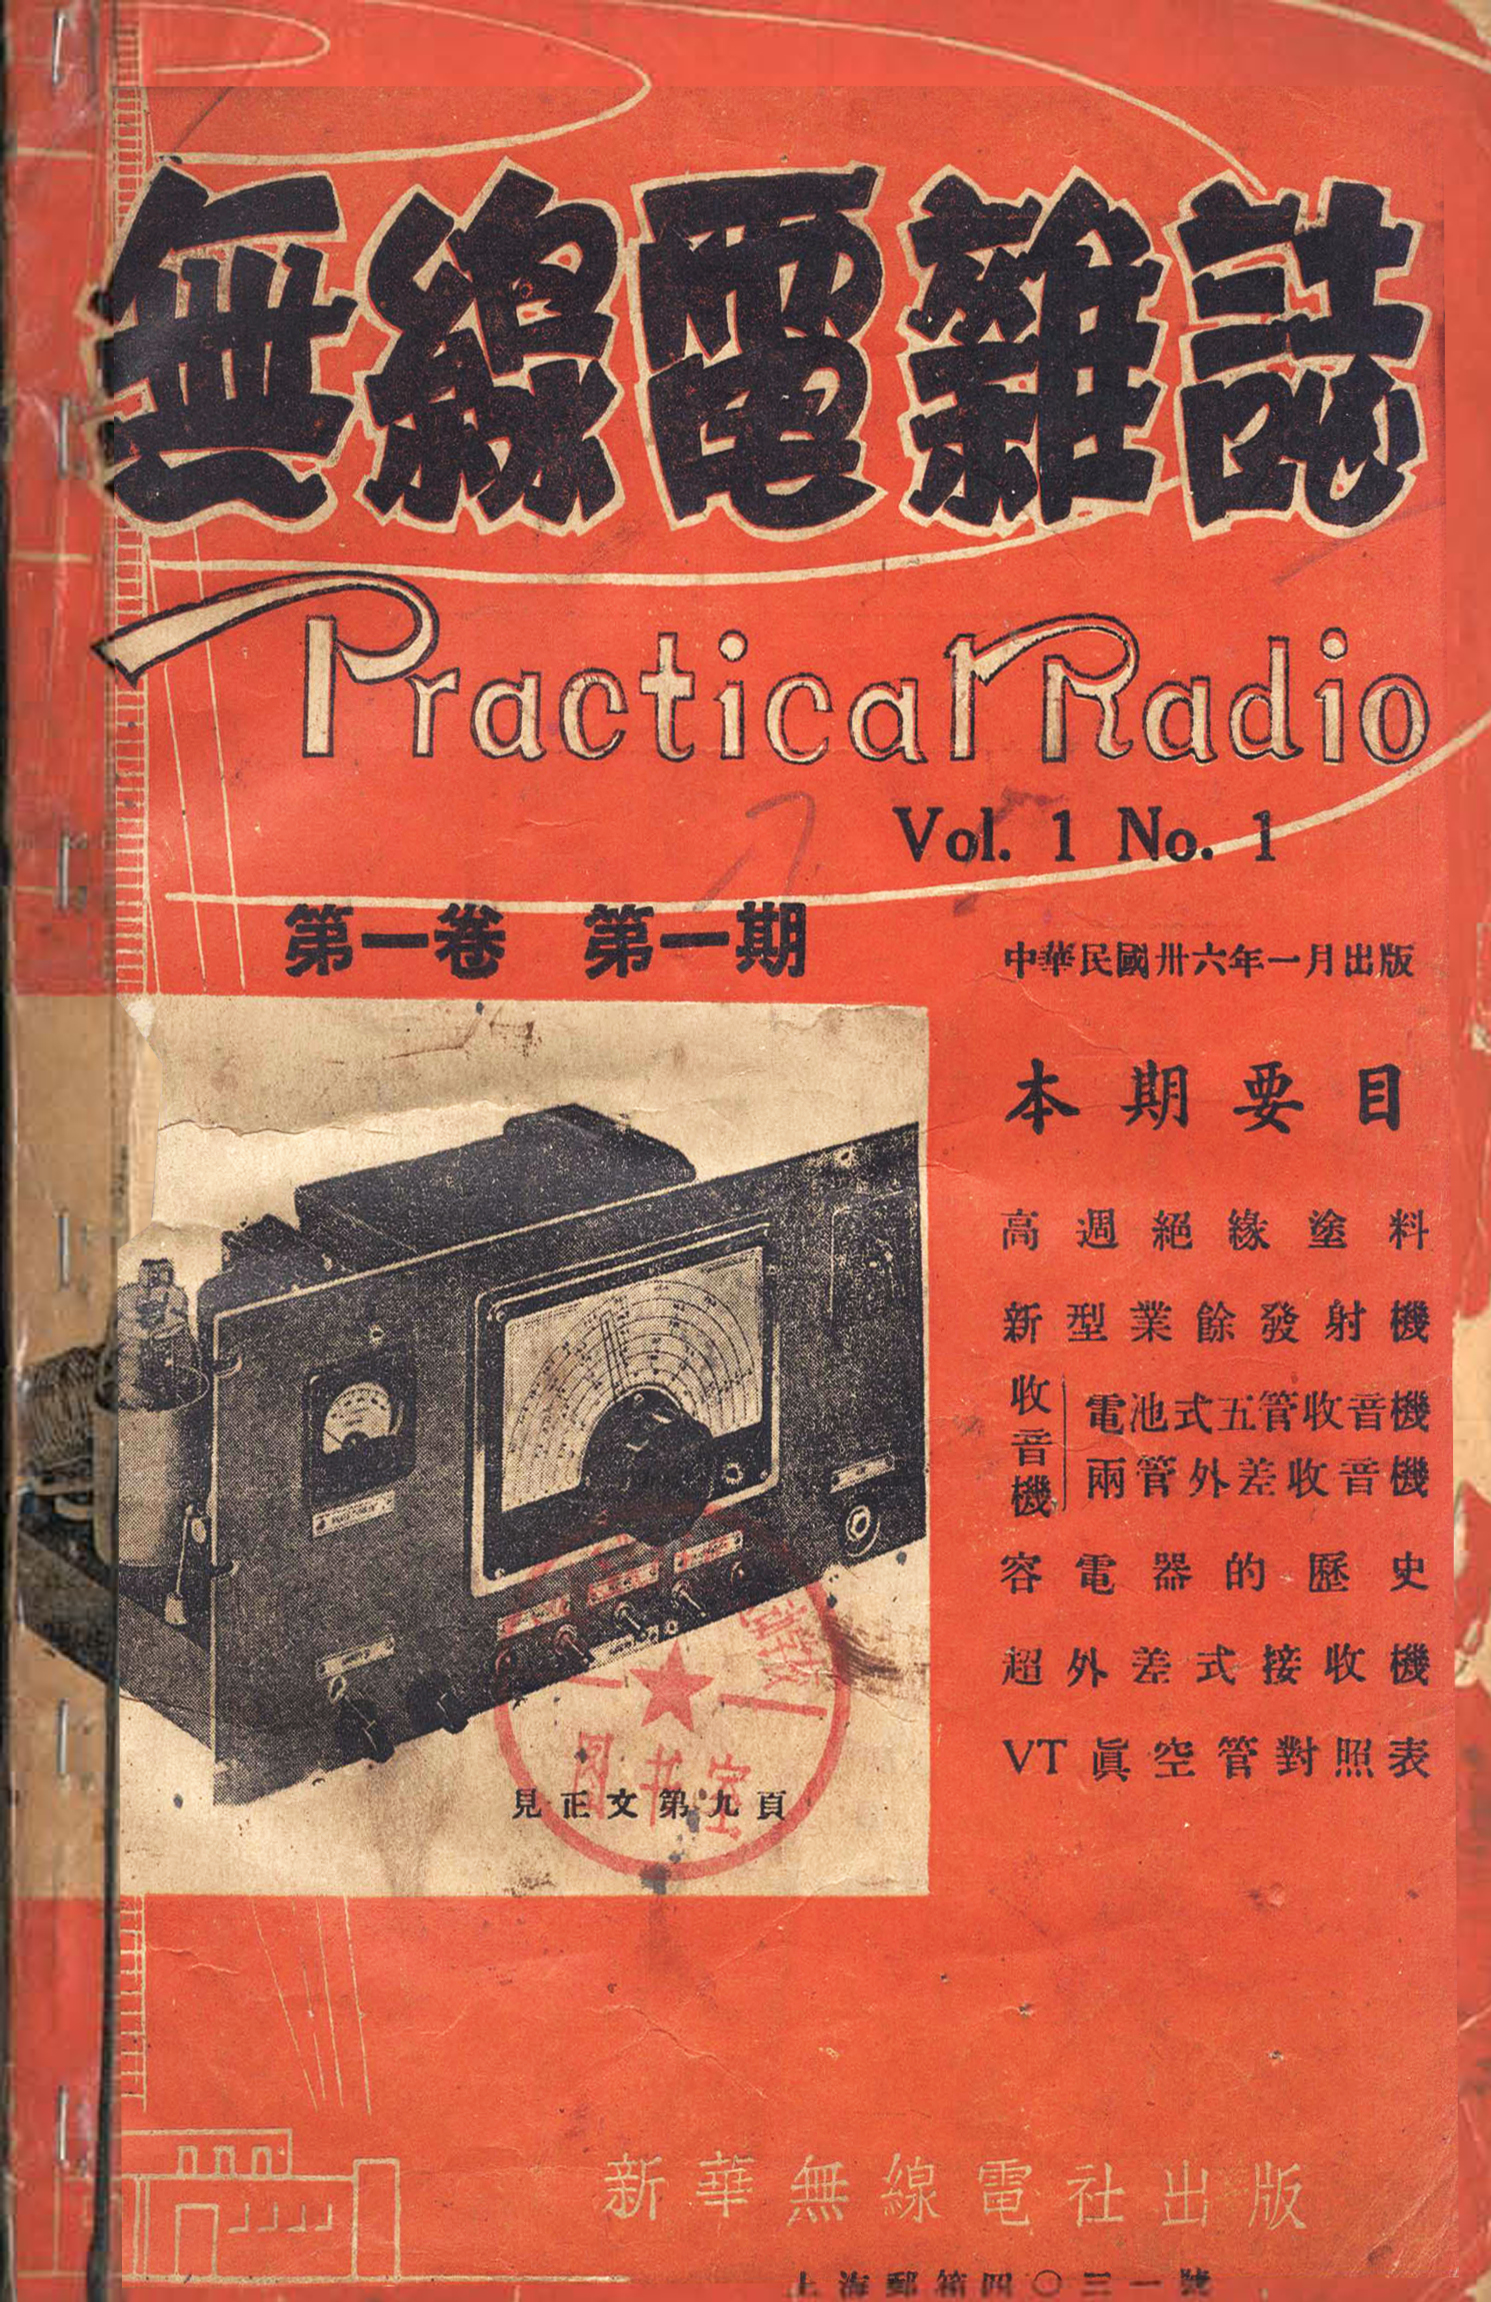 無線電雜誌
Practical Radio
Vol. 1 No. 1
第一卷 第一期
中華民國卅六年一月出版
本期要目
高週絕緣塗料
新型業餘發射機
收音機
電池式五管收音機
兩管外差收音機
容電器的歷史
超外差式接收機
VT眞空管對照表
見正文第九頁
图书室
新華無線電社出版
上海郵箱四〇三一號